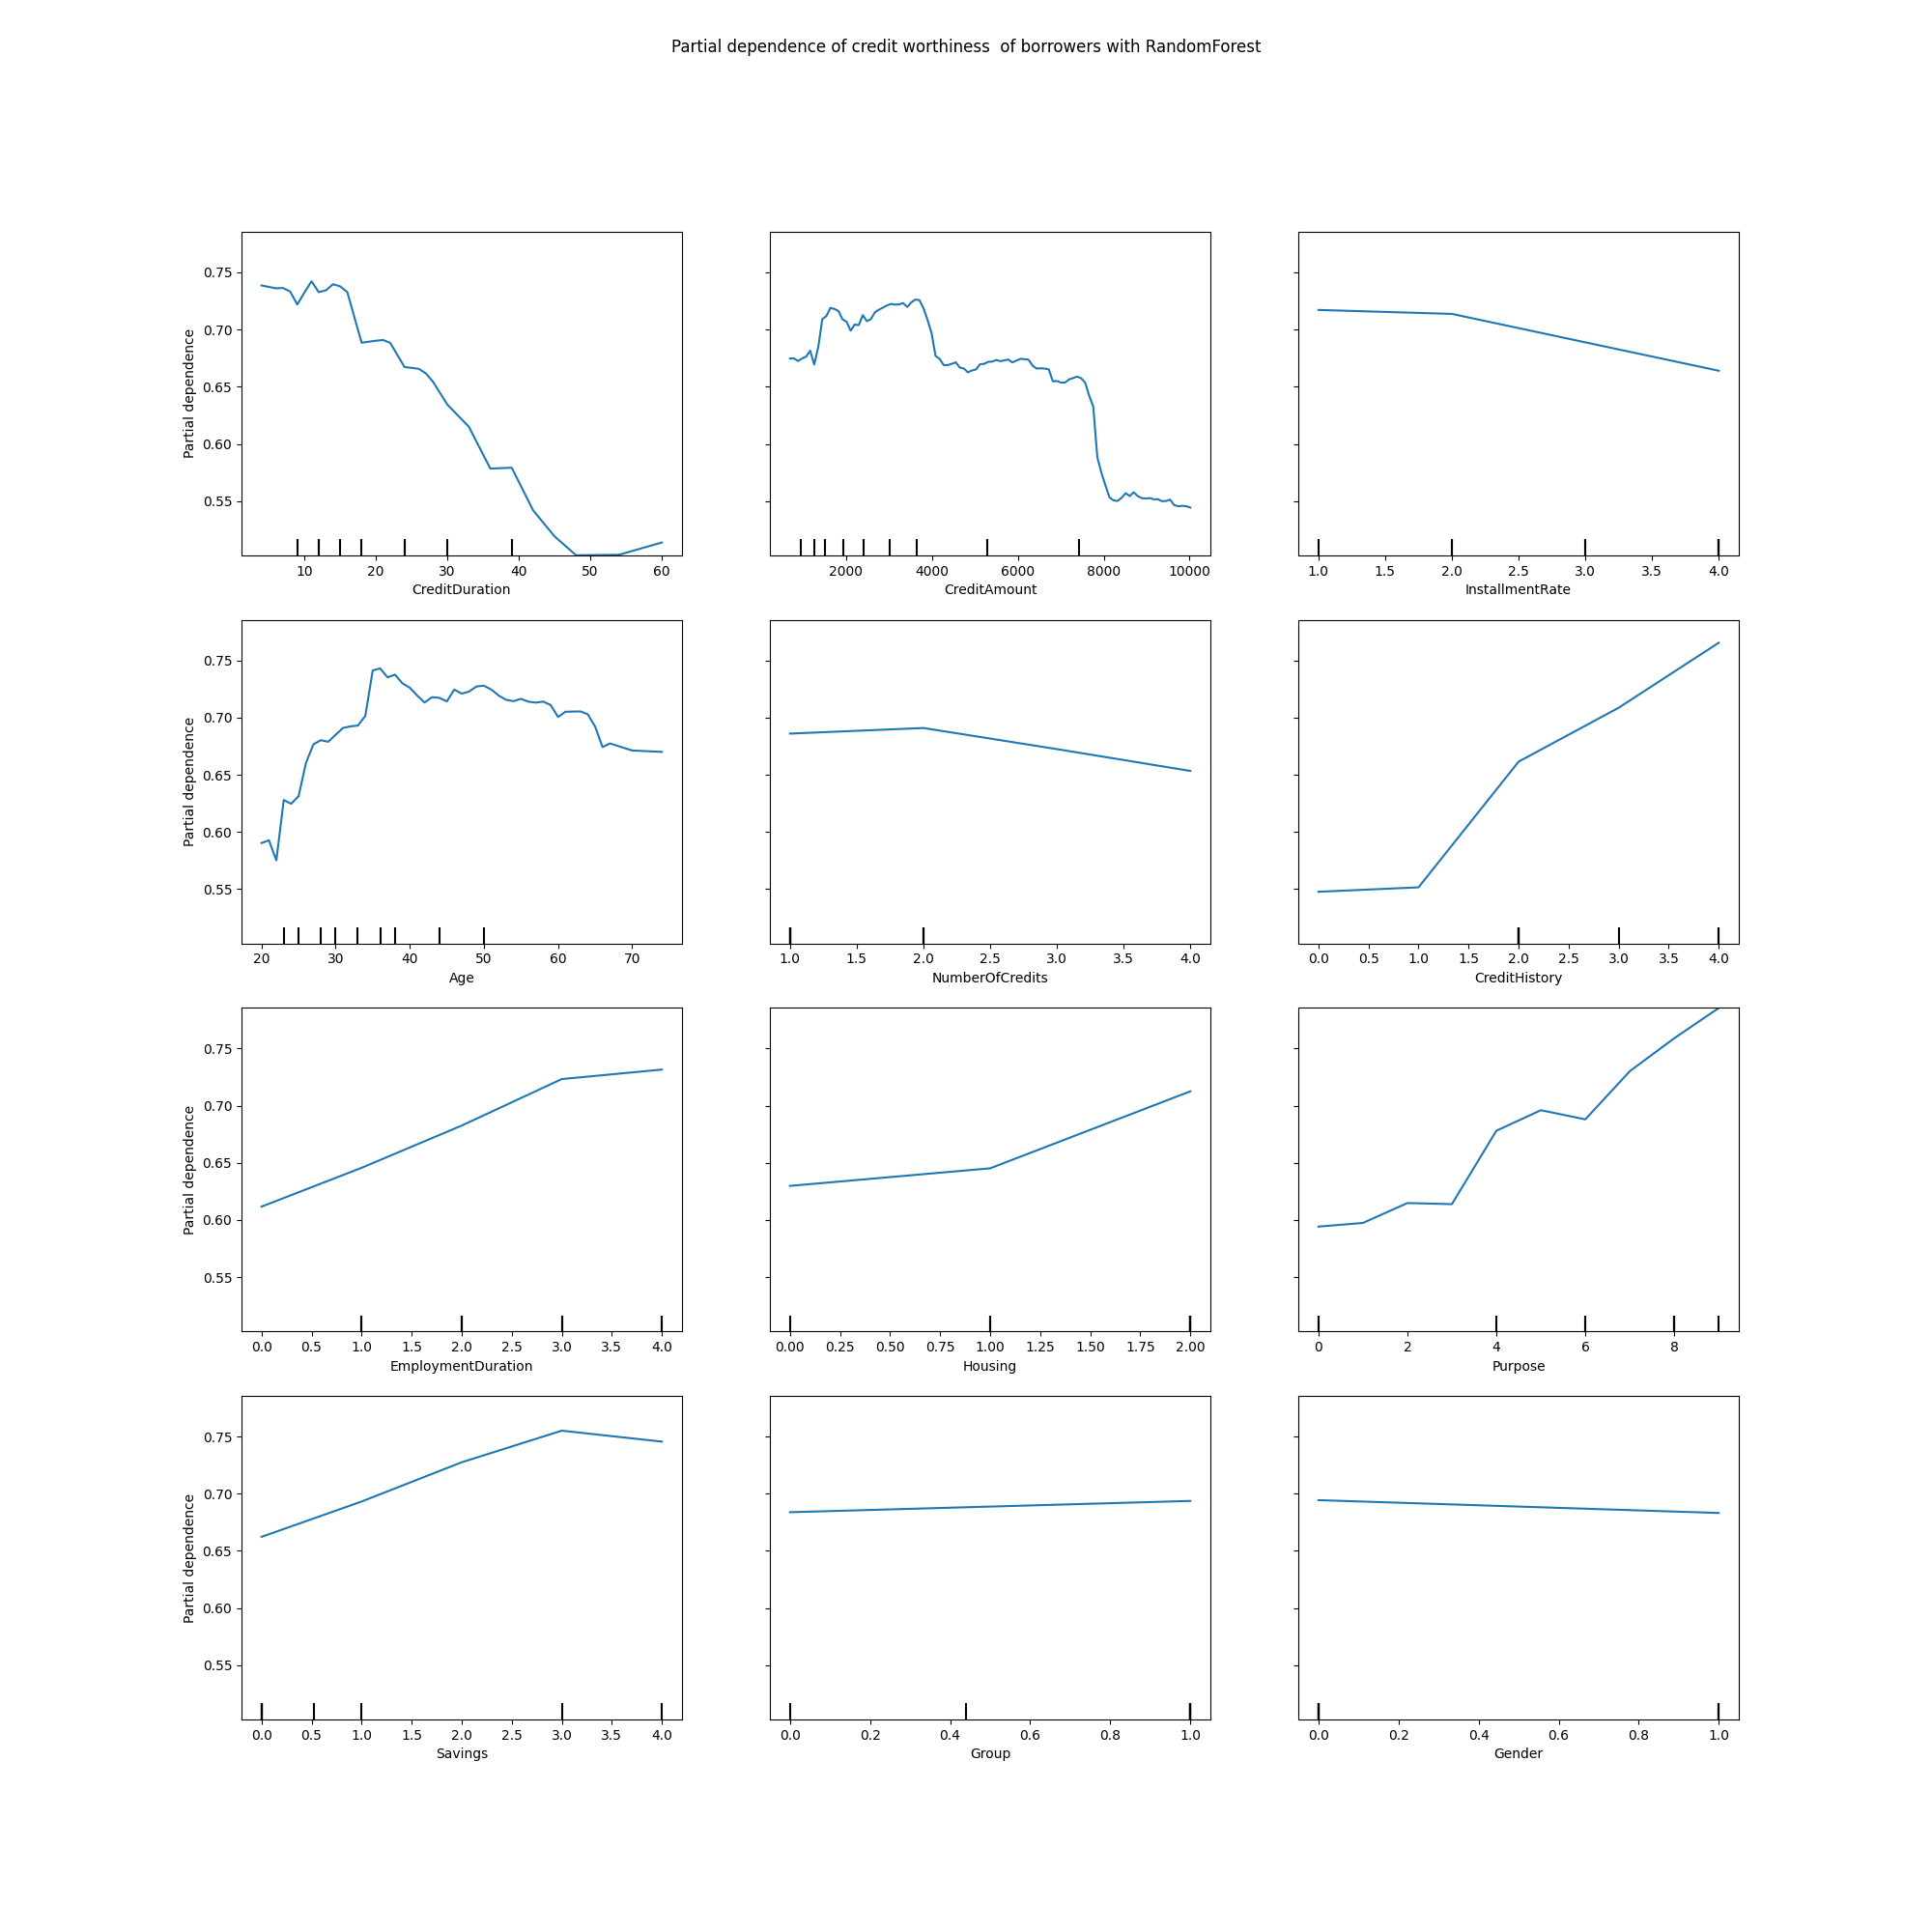 Partial dependence of credit worthiness  of borrowers with RandomForest
Partial dependence
0.75
0.70
0.65
0.60
0.55
10 20 30 40 50 60
CreditDuration
2000 4000 6000 8000 10000
CreditAmount
1.0 1.5 2.0 2.5 3.0 3.5 4.0
InstallmentRate
Partial dependence
0.75
0.70
0.65
0.60
0.55
20 30 40 50 60 70
Age
1.0 1.5 2.0 2.5 3.0 3.5 4.0
NumberOfCredits
0.0 0.5 1.0 1.5 2.0 2.5 3.0 3.5 4.0
CreditHistory
Partial dependence
0.75
0.70
0.65
0.60
0.55
0.0 0.5 1.0 1.5 2.0 2.5 3.0 3.5 4.0
EmploymentDuration
0.00 0.25 0.50 0.75 1.00 1.25 1.50 1.75 2.00
Housing
0 2 4 6 8
Purpose
Partial dependence
0.75
0.70
0.65
0.60
0.55
0.0 0.5 1.0 1.5 2.0 2.5 3.0 3.5 4.0
Savings
0.0 0.2 0.4 0.6 0.8 1.0
Group
0.0 0.2 0.4 0.6 0.8 1.0
Gender